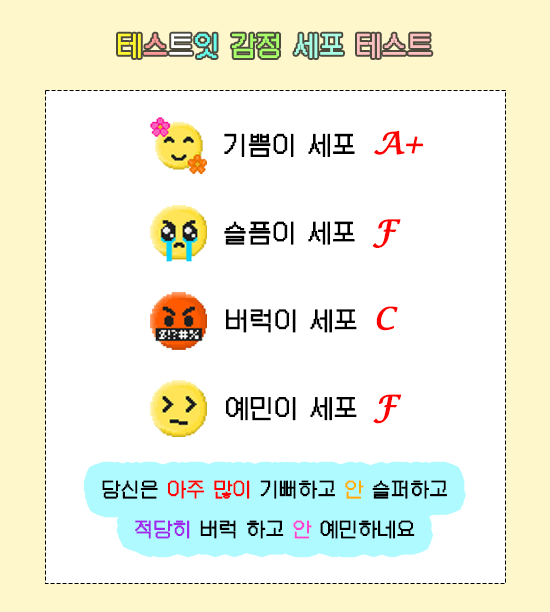 테스트잇 감정 세포 테스트
기쁨이 세포 A+
슬픔이 세포 F
버럭이 세포 C
$!?#%
예민이 세포 F
당신은 아주 많이 기뻐하고 안 슬퍼하고
적당히 버럭 하고 안 예민하네요